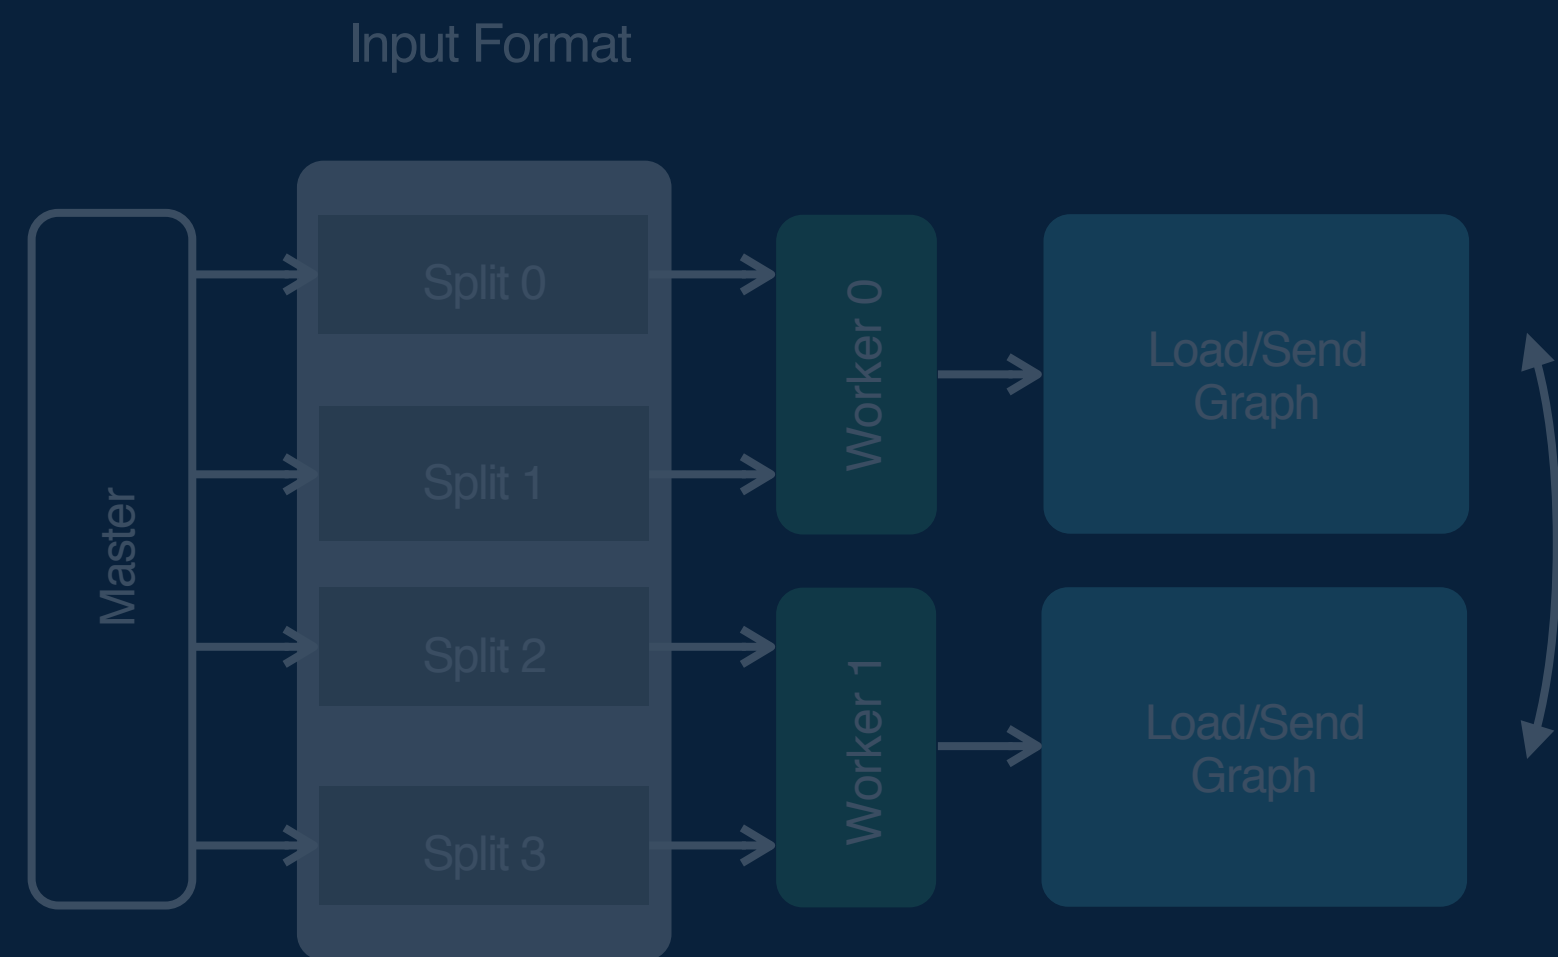 Input Format
Master
Split 0
Split 1
Split 2
Split 3
Worker 0
Worker 1
Load/Send
Graph
Load/Send
Graph